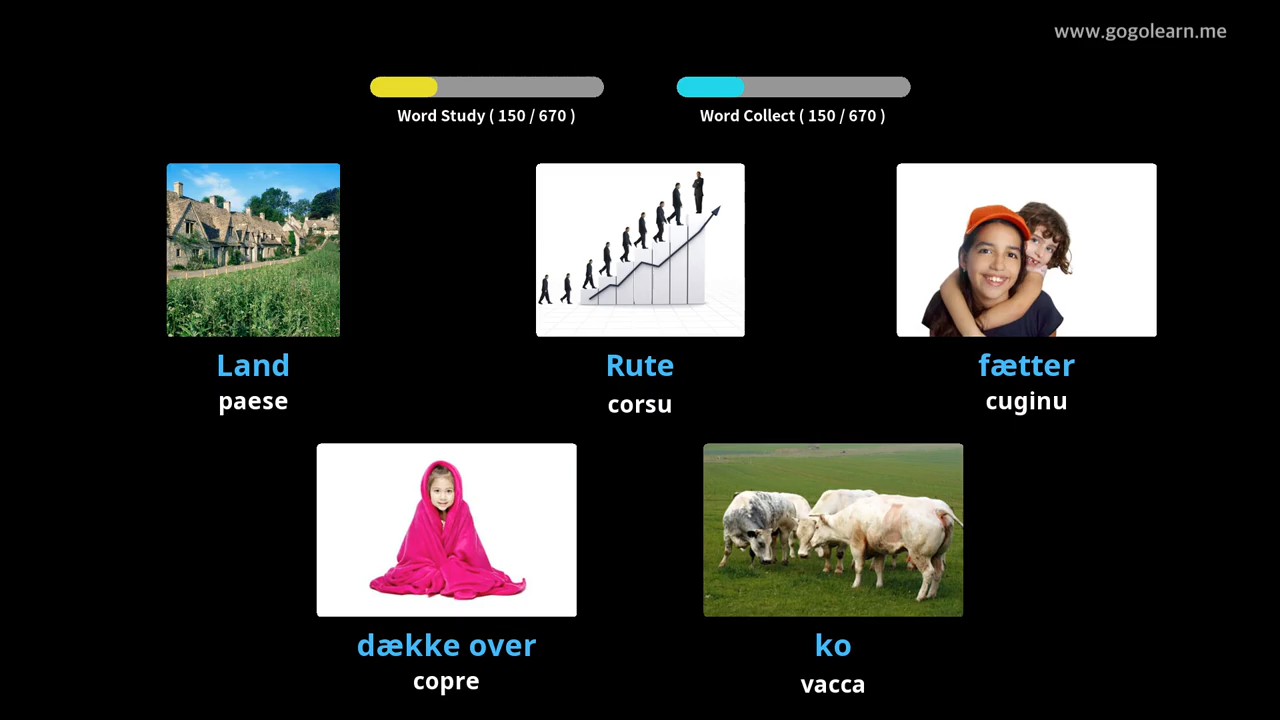 www.gogolearn.me
Word Study ( 150 / 670 )
Word Collect ( 150 / 670 )
Land
paese
Rute
corsu
fætter
cuginu
dække over
copre
ko
vacca